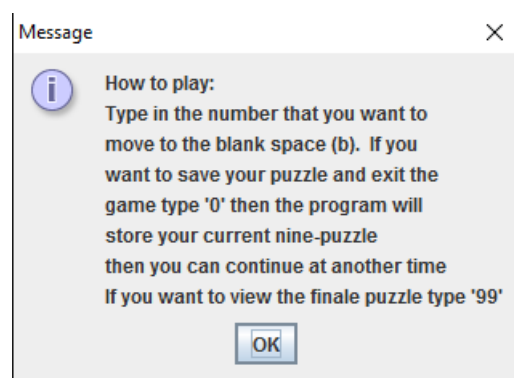 Message
How to play:
Type in the number that you want to
move to the blank space (b).  If you
want to save your puzzle and exit the
game type '0' then the program will
store your current nine-puzzle
then you can continue at another time
If you want to view the finale puzzle type '99'
OK